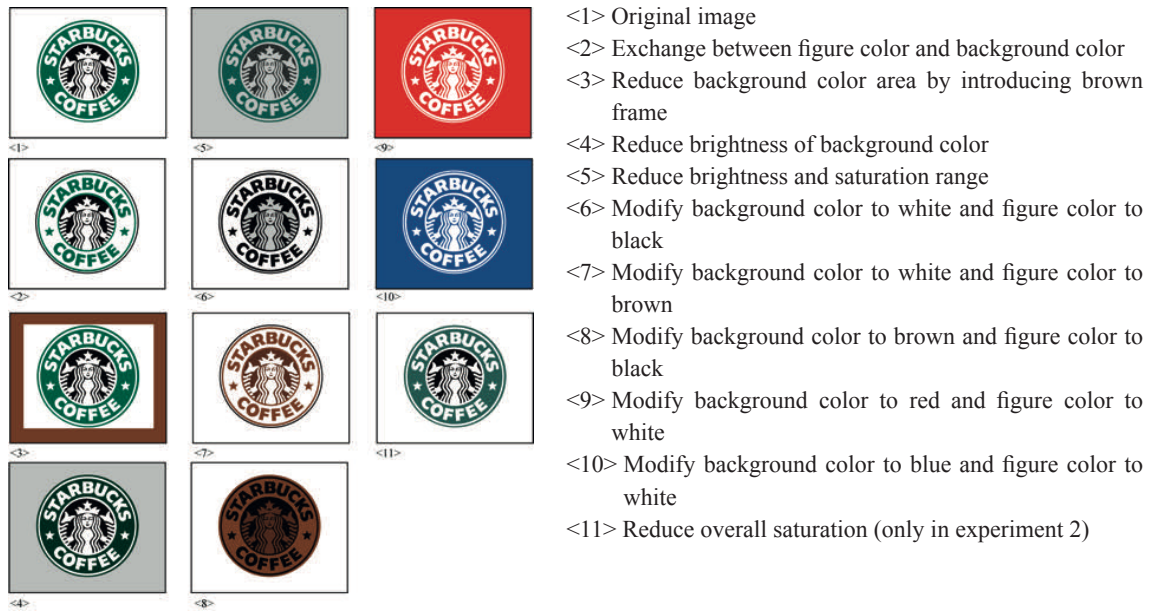 STARBUCKS
COFFEE
<1>
STARBUCKS
COFFEE
<5>
STARBUCKS
COFFEE
<9>
STARBUCKS
COFFEE
<2>
STARBUCKS
COFFEE
<6>
STARBUCKS
COFFEE
<10>
STARBUCKS
COFFEE
<3>
STARBUCKS
COFFEE
<7>
STARBUCKS
COFFEE
<11>
STARBUCKS
COFFEE
<4>
STARBUCKS
COFFEE
<8>
<1> Original image
<2> Exchange between figure color and background color
<3> Reduce background color area by introducing brown
frame
<4> Reduce brightness of background color
<5> Reduce brightness and saturation range
<6> Modify background color to white and figure color to
black
<7> Modify background color to white and figure color to
brown
<8> Modify background color to brown and figure color to
black
<9> Modify background color to red and figure color to
white
<10> Modify background color to blue and figure color to
white
<11> Reduce overall saturation (only in experiment 2)